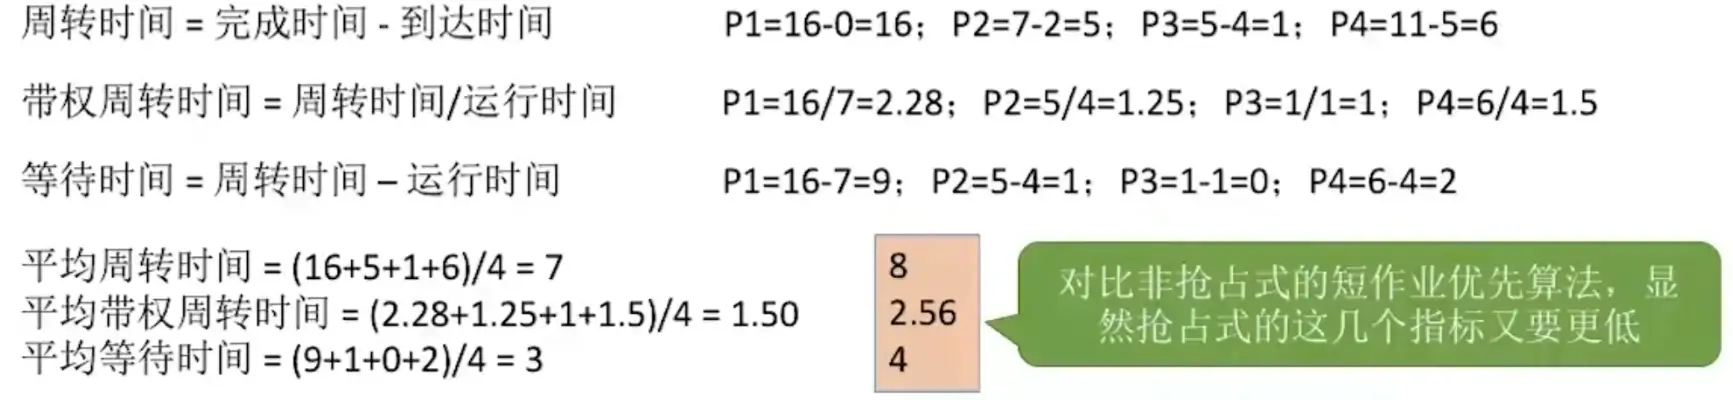 周转时间 = 完成时间 - 到达时间 P1=16-0=16；P2=7-2=5；P3=5-4=1；P4=11-5=6
带权周转时间 = 周转时间/运行时间 P1=16/7=2.28；P2=5/4=1.25；P3=1/1=1；P4=6/4=1.5
等待时间 = 周转时间 – 运行时间 P1=16-7=9；P2=5-4=1；P3=1-1=0；P4=6-4=2
平均周转时间 = (16+5+1+6)/4 = 7
平均带权周转时间 = (2.28+1.25+1+1.5)/4 = 1.50
平均等待时间 = (9+1+0+2)/4 = 3
8
2.56
4
对比非抢占式的短作业优先算法，显
然抢占式的这几个指标又要更低